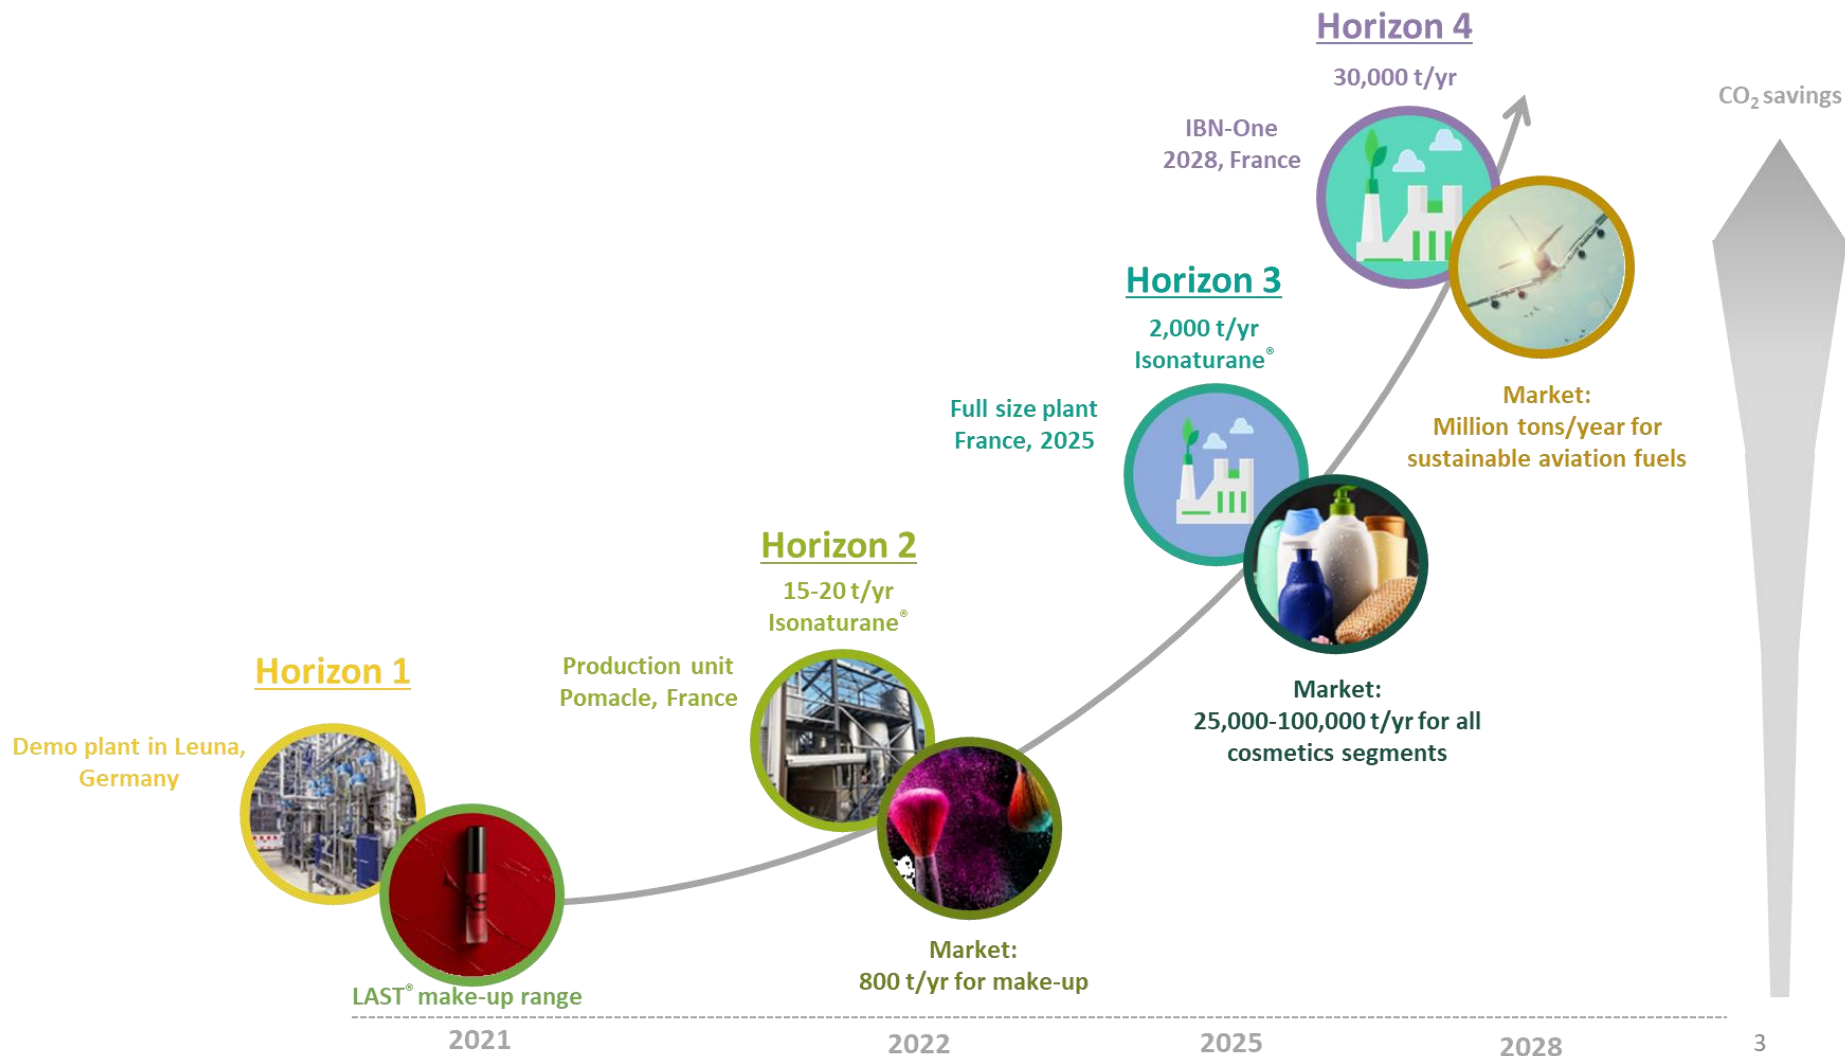 Horizon 4
30,000 t/yr
IBN-One
2028, France
CO₂ savings
Horizon 3
2,000 t/yr
Isonaturane®
Full size plant
France, 2025
Market:
Million tons/year for
sustainable aviation fuels
Horizon 2
15-20 t/yr
Isonaturane®
Production unit
Pomacle, France
Market:
25,000-100,000 t/yr for all
cosmetics segments
Horizon 1
Demo plant in Leuna,
Germany
AS
Market:
800 t/yr for make-up
LAST® make-up range
2021
2022
2025
2028
3